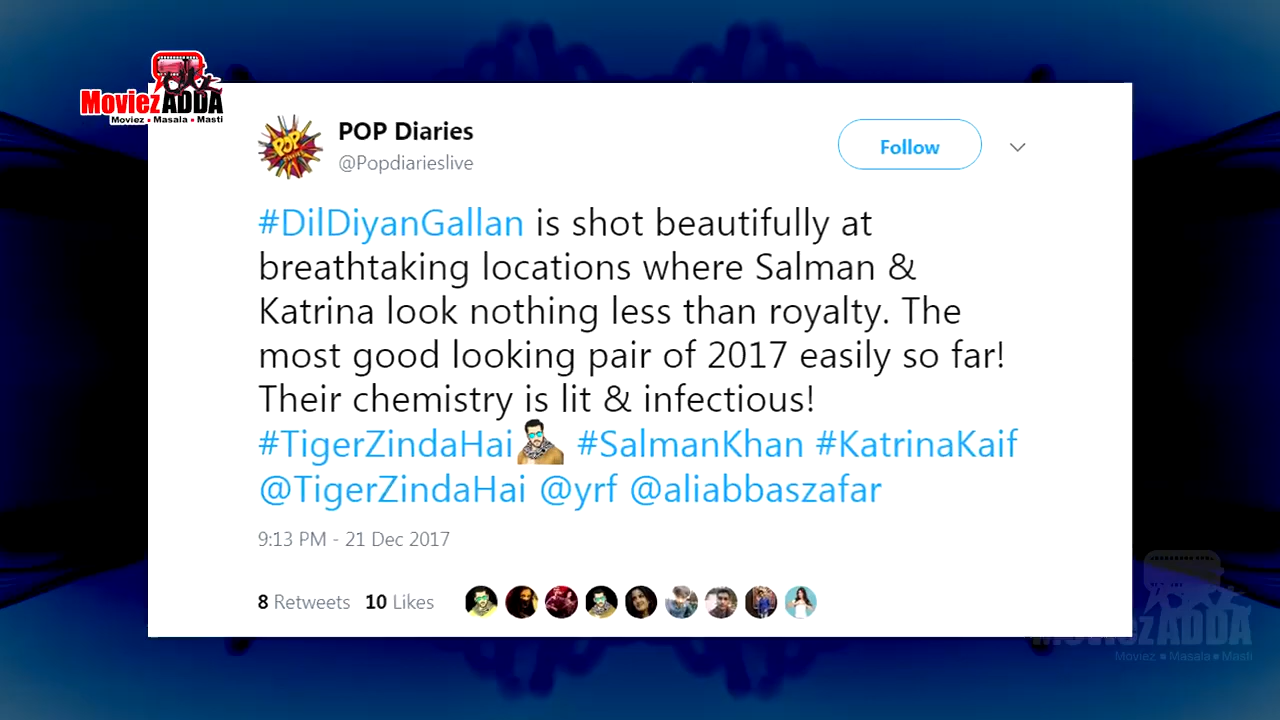 MoviezADDA
Moviez • Masala • Masti
POP
POP Diaries
@Popdiarieslive
Follow
#DilDiyanGallan is shot beautifully at
breathtaking locations where Salman &
Katrina look nothing less than royalty. The
most good looking pair of 2017 easily so far!
Their chemistry is lit & infectious!
#TigerZindaHai #SalmanKhan #KatrinaKaif
@TigerZindaHai @yrf @aliabbaszafar
9:13 PM - 21 Dec 2017
8 Retweets 10 Likes
MoviezADDA
Moviez • Masala • Masti